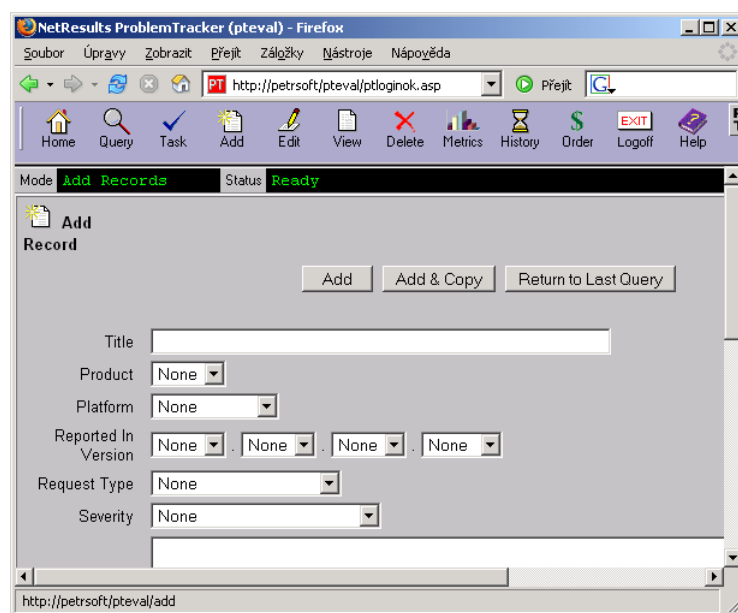 NetResults ProblemTracker (pteval) - Firefox
Soubor Úpravy Zobrazit Přejít Záložky Nástroje Nápověda
PT http://petrsoft/pteval/ptloginok.asp Přejít G
EXIT
Home Query Task Add Edit View Delete Metrics History Order Logoff Help
Mode Add Records Status Ready
Add
Record
Add Add & Copy Return to Last Query
Title
Product None
Platform None
Reported In
Version None . None . None . None
Request Type None
Severity None
http://petrsoft/pteval/add